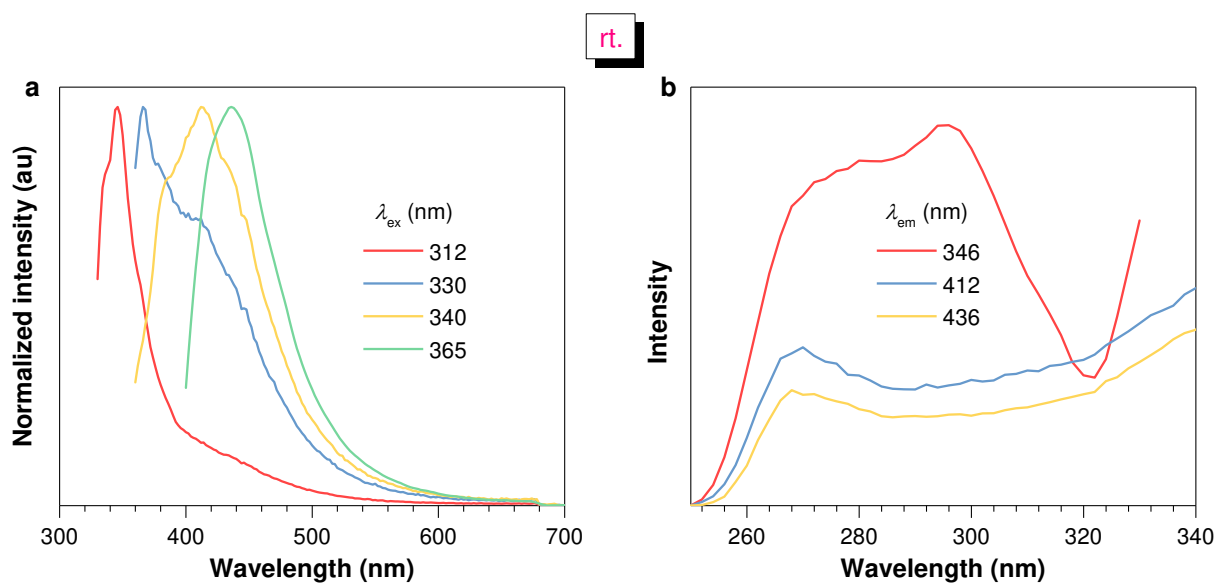 rt.
a
Normalized intensity (au)
λex (nm)
312
330
340
365
300 400 500 600 700
Wavelength (nm)
b
Intensity
λem (nm)
346
412
436
260 280 300 320 340
Wavelength (nm)